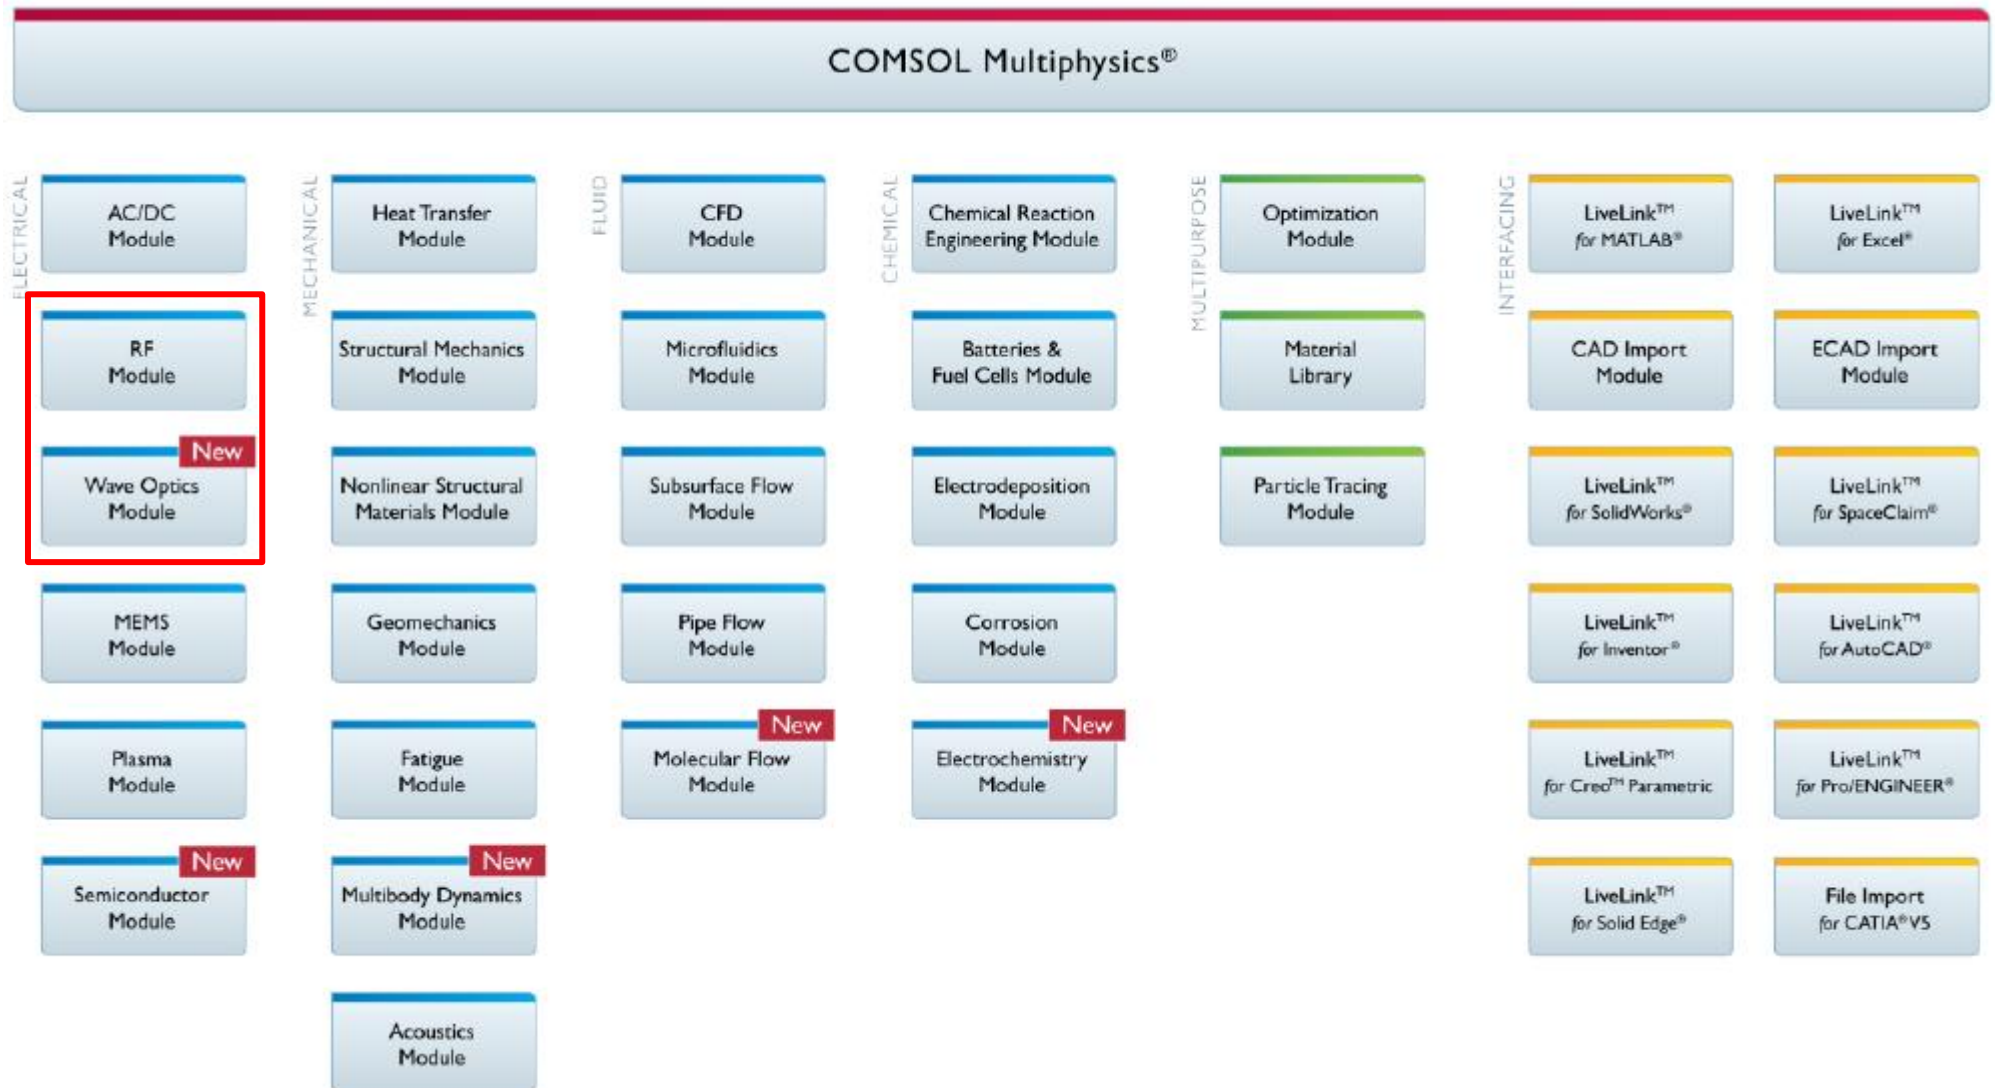 COMSOL Multiphysics®
ELECTRICAL
AC/DC
Module
RF
Module
New
Wave Optics
Module
MEMS
Module
Plasma
Module
New
Semiconductor
Module
MECHANICAL
Heat Transfer
Module
Structural Mechanics
Module
Nonlinear Structural
Materials Module
Geomechanics
Module
Fatigue
Module
New
Multibody Dynamics
Module
Acoustics
Module
FLUID
CFD
Module
Microfluidics
Module
Subsurface Flow
Module
Pipe Flow
Module
New
Molecular Flow
Module
CHEMICAL
Chemical Reaction
Engineering Module
Batteries &
Fuel Cells Module
Electrodeposition
Module
Corrosion
Module
New
Electrochemistry
Module
MULTIPURPOSE
Optimization
Module
Material
Library
Particle Tracing
Module
INTERFACING
LiveLink™
for MATLAB®
LiveLink™
for Excel®
CAD Import
Module
ECAD Import
Module
LiveLink™
for SolidWorks®
LiveLink™
for SpaceClaim®
LiveLink™
for Inventor®
LiveLink™
for AutoCAD®
LiveLink™
for Creo™ Parametric
LiveLink™
for Pro/ENGINEER®
LiveLink™
for Solid Edge®
File Import
for CATIA® V5